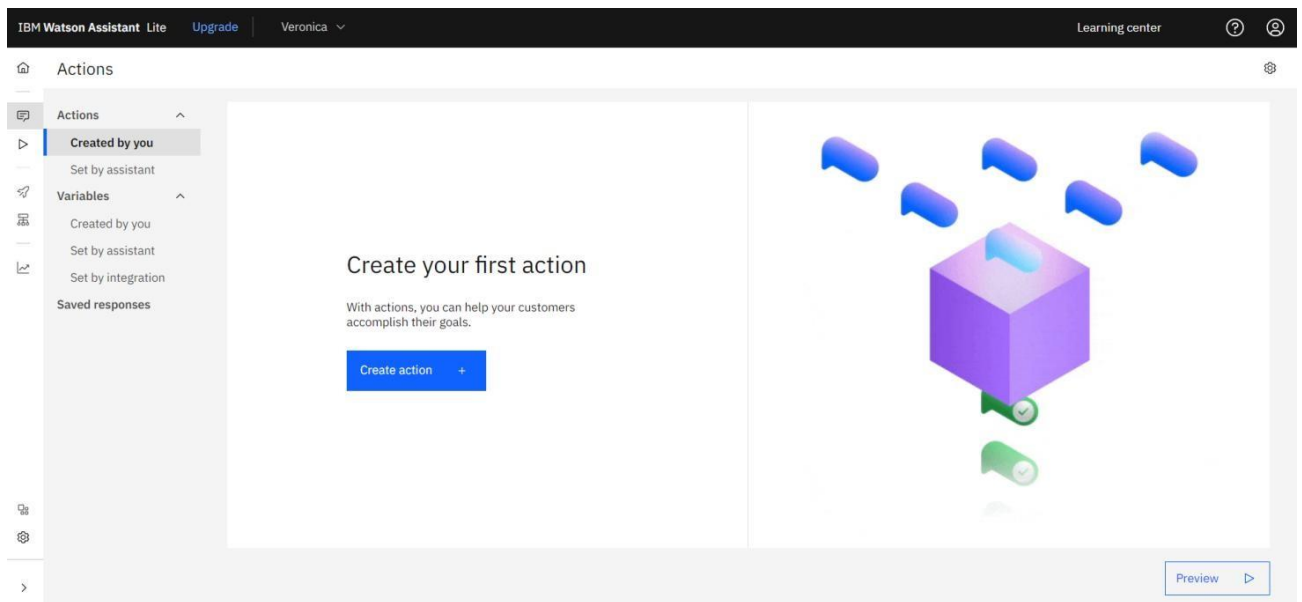 IBM Watson Assistant Lite Upgrade Veronica Learning center
Actions
Actions
Created by you
Set by assistant
Variables
Created by you
Set by assistant
Set by integration
Saved responses
Create your first action
With actions, you can help your customers
accomplish their goals.
Create action +
Preview